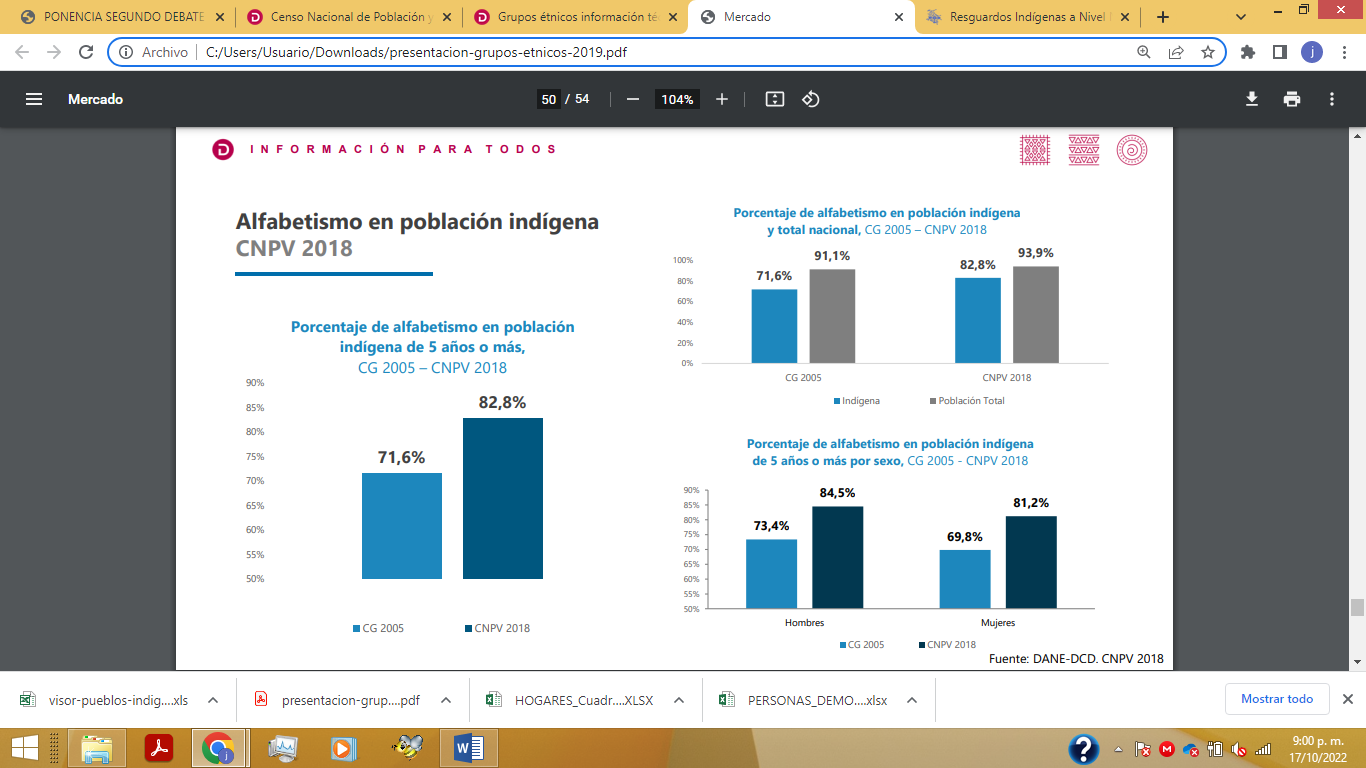 PONENCIA SEGUNDO DEBATE
Censo Nacional de Población y
Grupos étnicos información té
Mercado
Resguardos Indígenas a Nivel
Archivo
C:/Users/Usuario/Downloads/presentacion-grupos-etnicos-2019.pdf
j
Mercado
50 / 54
104%
D INFORMACIÓN PARA TODOS
Alfabetismo en población indígena
CNPV 2018
Porcentaje de alfabetismo en población
indígena de 5 años o más,
CG 2005 – CNPV 2018
90%
85%
80%
75%
70%
65%
60%
55%
50%
71,6%
82,8%
CG 2005
CNPV 2018
Porcentaje de alfabetismo en población indígena
y total nacional, CG 2005 – CNPV 2018
100%
80%
60%
40%
20%
0%
71,6%
91,1%
82,8%
93,9%
CG 2005
CNPV 2018
Indígena
Población Total
Porcentaje de alfabetismo en población indígena
de 5 años o más por sexo, CG 2005 - CNPV 2018
90%
85%
80%
75%
70%
65%
60%
55%
50%
73,4%
84,5%
69,8%
81,2%
Hombres
Mujeres
CG 2005
CNPV 2018
Fuente: DANE-DCD. CNPV 2018
visor-pueblos-indig....xls
presentacion-grup....pdf
HOGARES_Cuadr....XLSX
PERSONAS_DEMO....xlsx
Mostrar todo
9:00 p. m.
17/10/2022